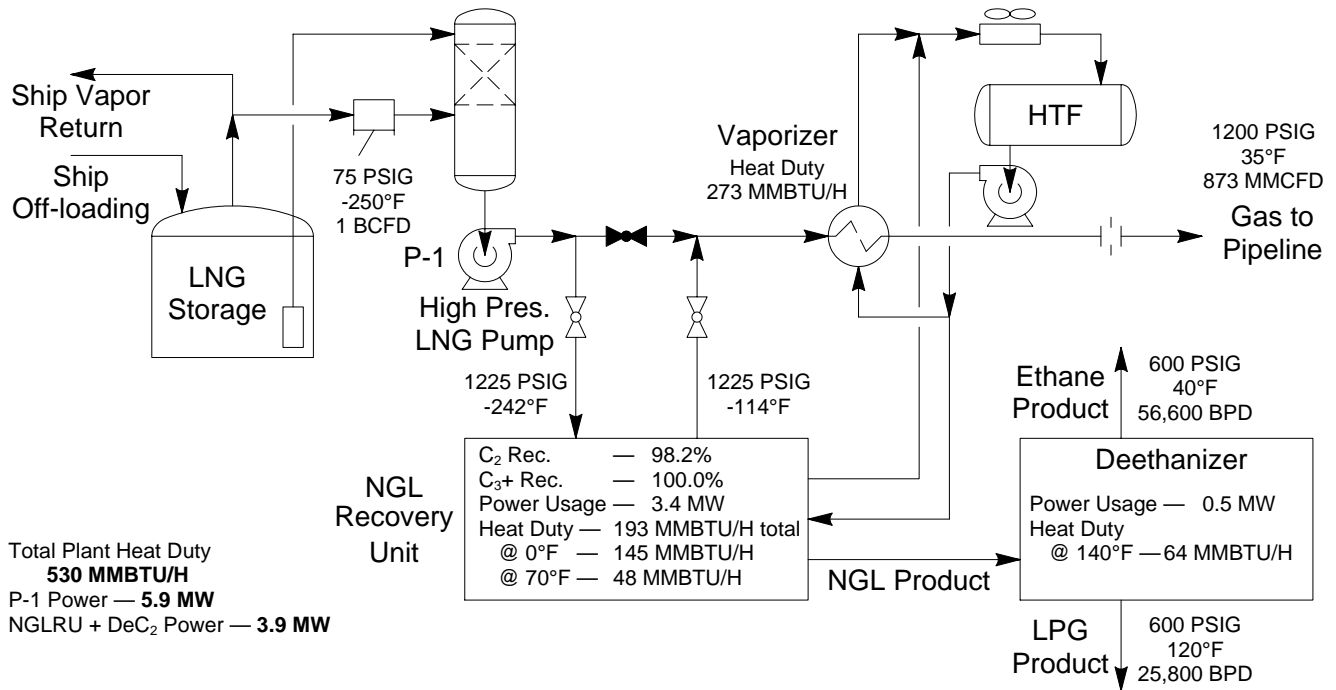 Ship Vapor
Return
Ship
Off-loading
LNG
Storage
75 PSIG
-250°F
1 BCFD
P-1
High Pres.
LNG Pump
Vaporizer
Heat Duty
273 MMBTU/H
HTF
1200 PSIG
35°F
873 MMCFD
Gas to
Pipeline
1225 PSIG
-242°F
1225 PSIG
-114°F
NGL
Recovery
Unit
C₂ Rec. — 98.2%
C₃+ Rec. — 100.0%
Power Usage — 3.4 MW
Heat Duty — 193 MMBTU/H total
@ 0°F — 145 MMBTU/H
@ 70°F — 48 MMBTU/H
NGL Product
Ethane
Product
600 PSIG
40°F
56,600 BPD
Deethanizer
Power Usage — 0.5 MW
Heat Duty
@ 140°F — 64 MMBTU/H
LPG
Product
600 PSIG
120°F
25,800 BPD
Total Plant Heat Duty
530 MMBTU/H
P-1 Power — 5.9 MW
NGLRU + DeC₂ Power — 3.9 MW